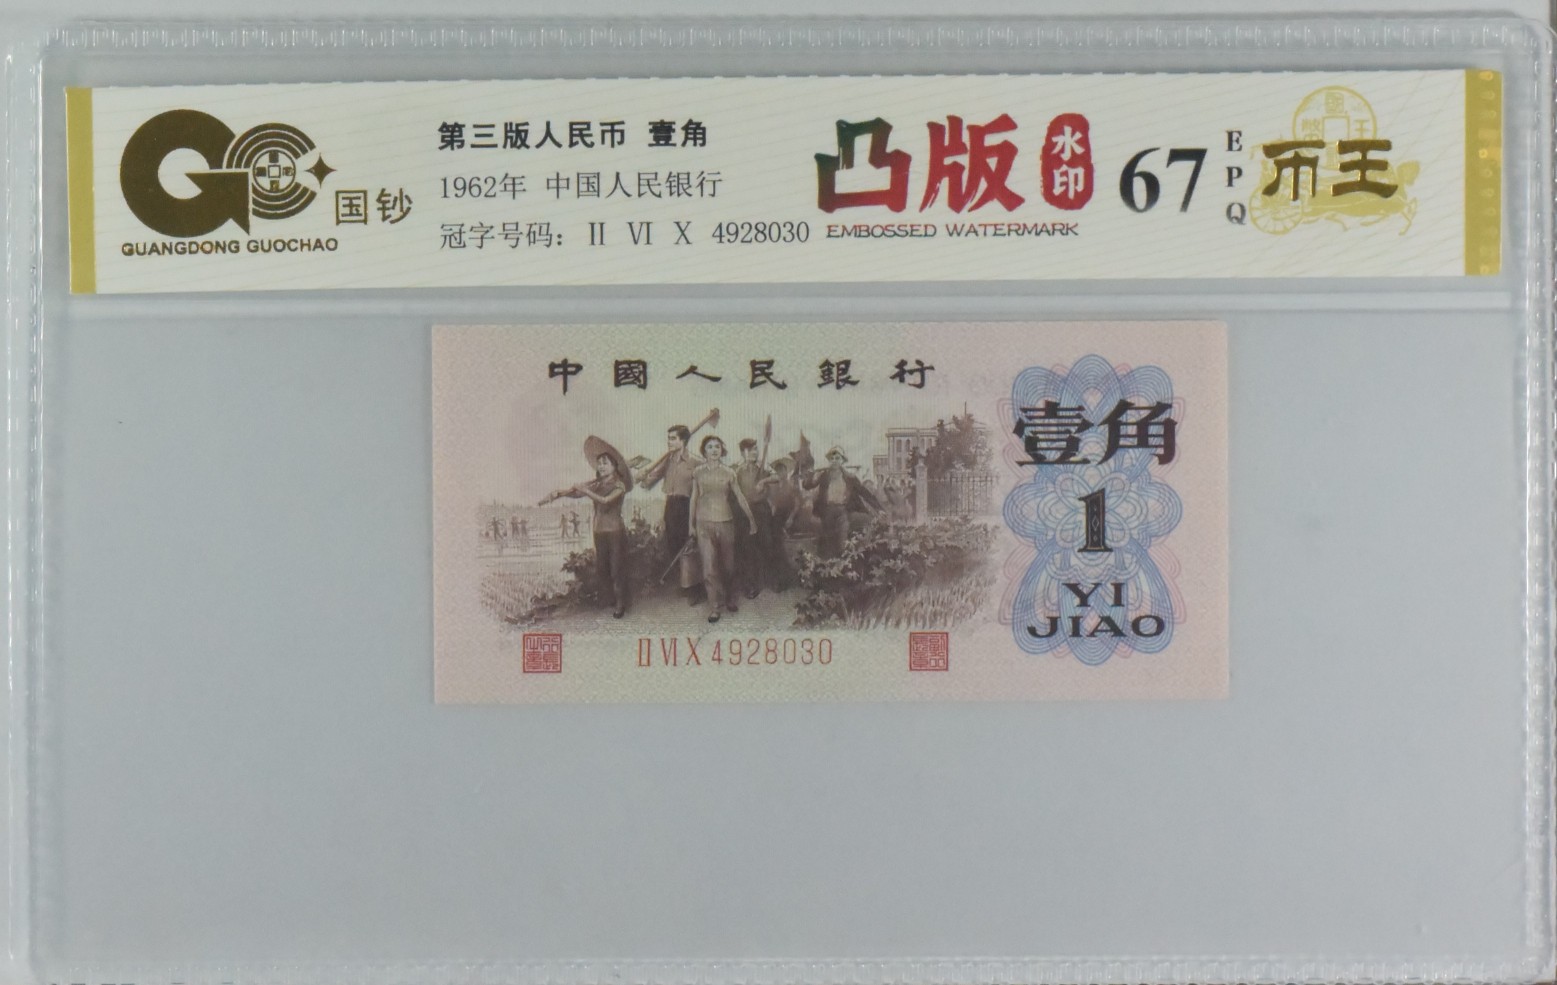 GUANGDONG GUOCHAO
国钞
第三版人民币 壹角
1962年 中国人民银行
冠字号码: II VI X 4928030
凸版
水印
EMBOSSED WATERMARK
67
EPQ
币王
中國人民銀行
壹角
1
YI
JIAO
II VI X 4928030